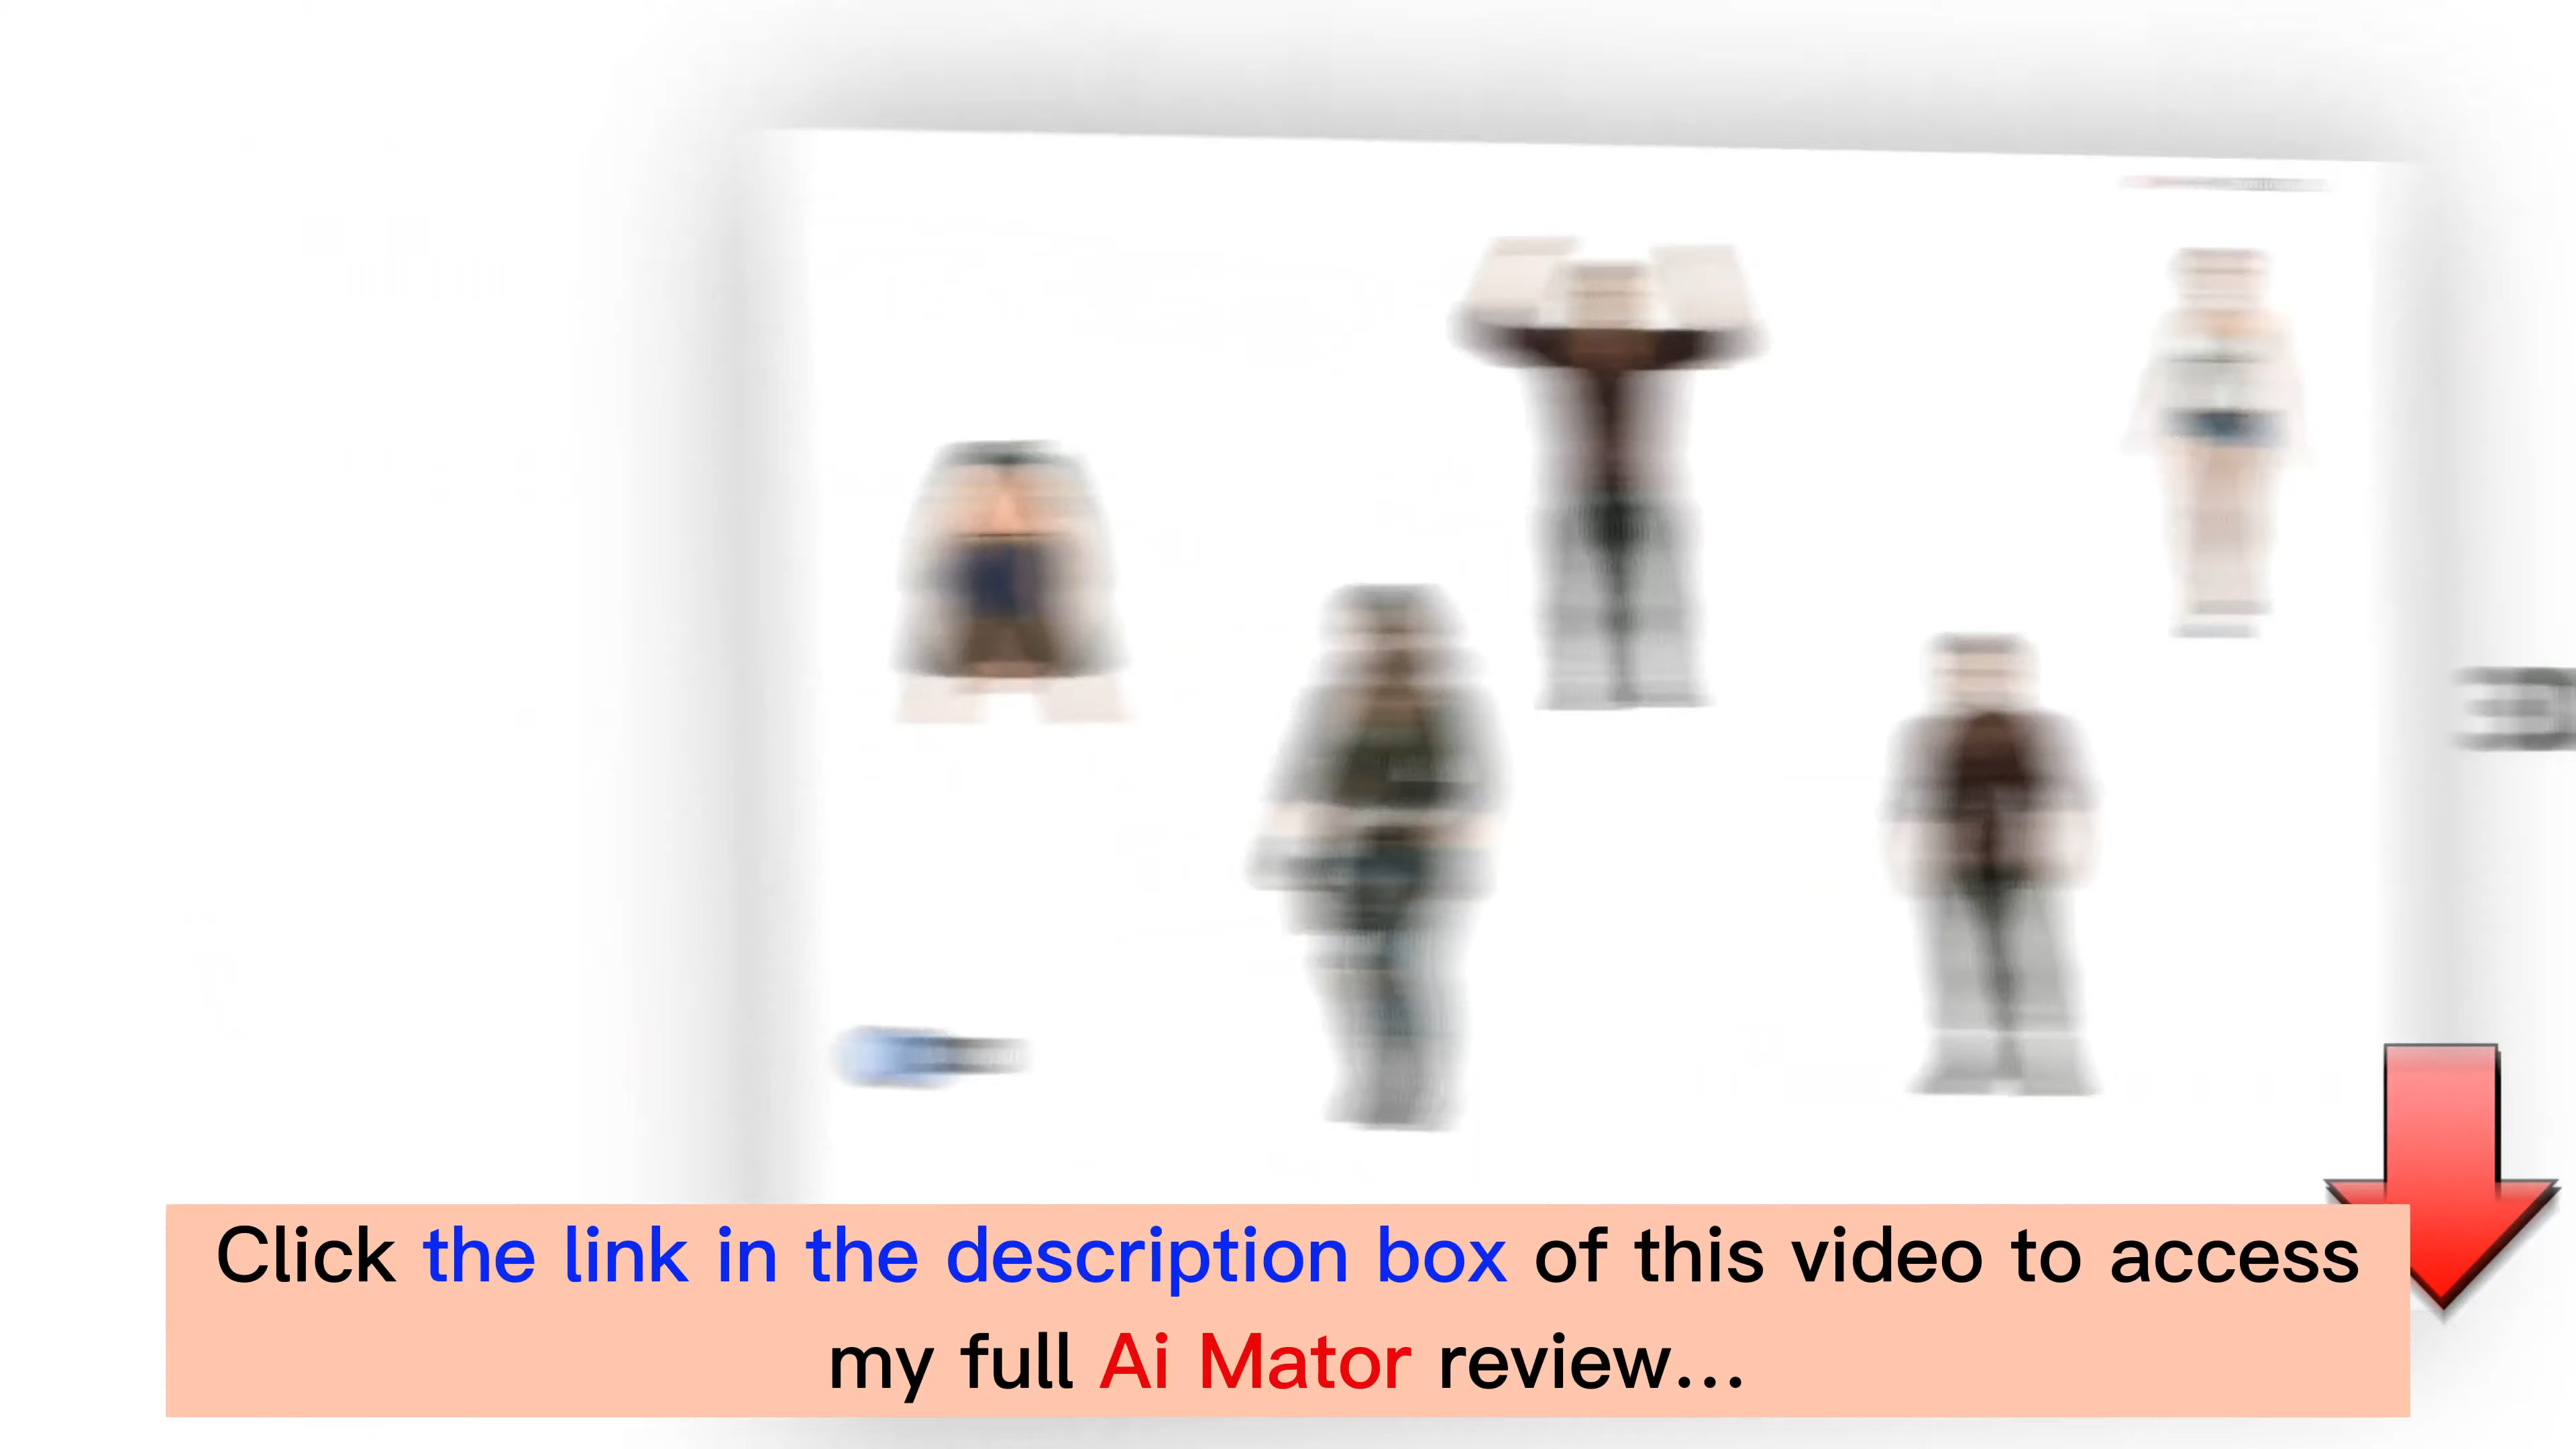 Click the link in the description box of this video to access
my full Ai Mator review...